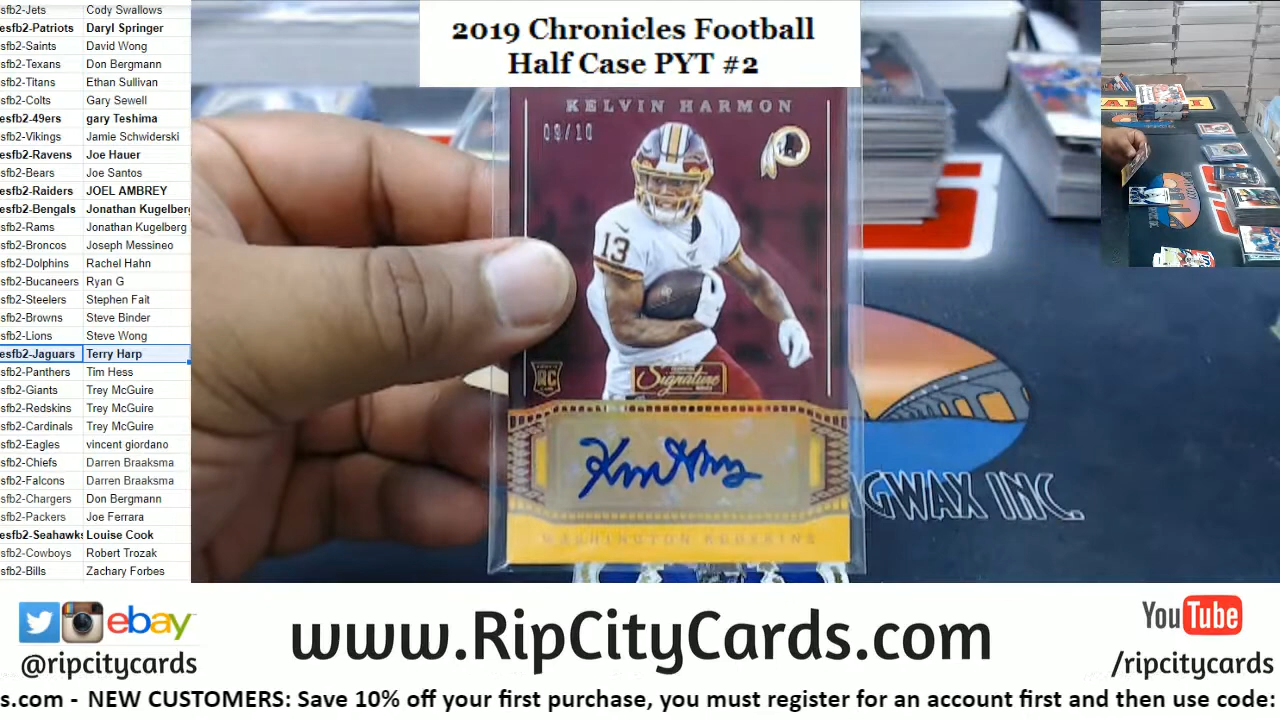 2019 Chronicles Football
Half Case PYT #2
sfb2-Jets Cody Swallows
esfb2-Patriots Daryl Springer
sfb2-Saints David Wong
sfb2-Texans Don Bergmann
sfb2-Titans Ethan Sullivan
sfb2-Colts Gary Sewell
esfb2-49ers gary Teshima
sfb2-Vikings Jamie Schwiderski
esfb2-Ravens Joe Hauer
sfb2-Bears Joe Santos
esfb2-Raiders JOEL AMBREY
esfb2-Bengals Jonathan Kugelberg
sfb2-Rams Jonathan Kugelberg
sfb2-Broncos Joseph Messineo
sfb2-Dolphins Rachel Hahn
sfb2-Bucaneers Ryan G
sfb2-Steelers Stephen Fait
sfb2-Browns Steve Binder
sfb2-Lions Steve Wong
esfb2-Jaguars Terry Harp
sfb2-Panthers Tim Hess
sfb2-Giants Trey McGuire
sfb2-Redskins Trey McGuire
sfb2-Cardinals Trey McGuire
sfb2-Eagles vincent giordano
sfb2-Chiefs Darren Braaksma
sfb2-Falcons Darren Braaksma
sfb2-Chargers Don Bergmann
sfb2-Packers Joe Ferrara
esfb2-Seahawks Louise Cook
sfb2-Cowboys Robert Trozak
sfb2-Bills Zachary Forbes
KELVIN HARMON
09/10
13
RC
Signature
WASHINGTON REDSKINS
GWAX INC.
ebay
@ripcitycards
www.RipCityCards.com
YouTube
/ripcitycards
s.com - NEW CUSTOMERS: Save 10% off your first purchase, you must register for an account first and then use code: